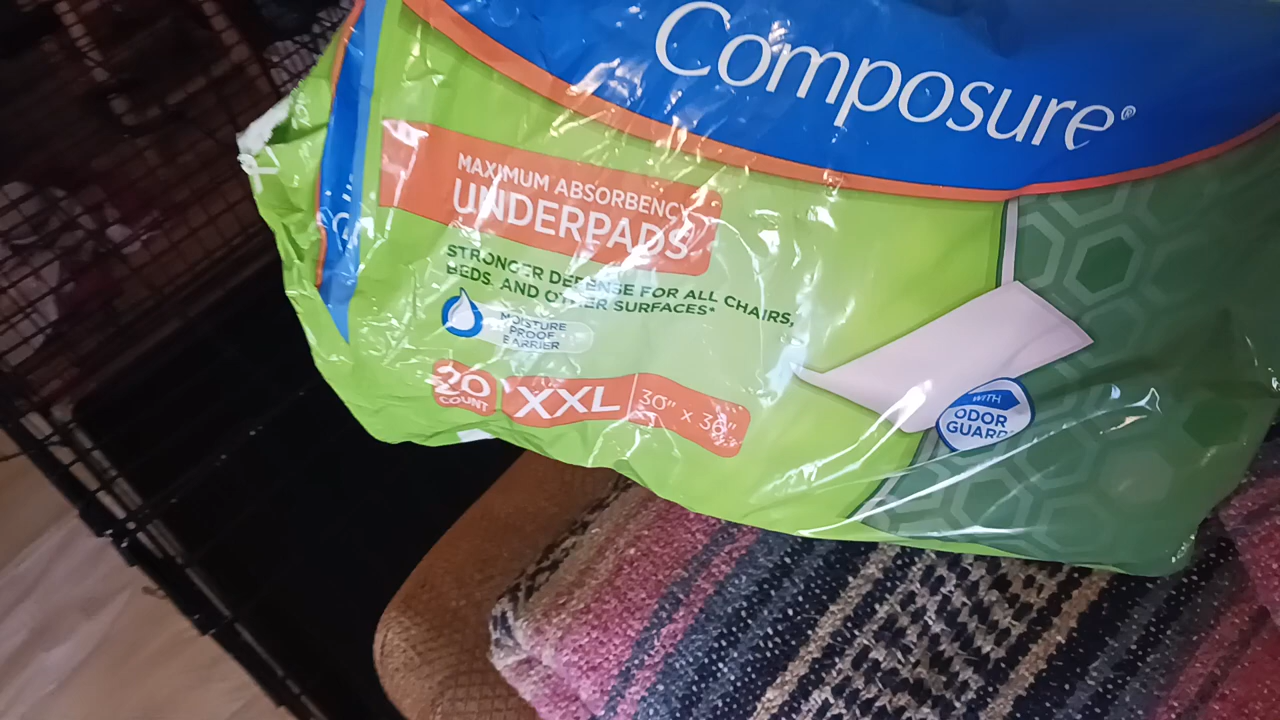 Composure®
MAXIMUM ABSORBENCY
UNDERPADS
STRONGER DEFENSE FOR ALL CHAIRS,
BEDS, AND OTHER SURFACES*
MOISTURE
PROOF
BARRIER
20
COUNT
XXL
30" x 36"
WITH
ODOR
GUARD